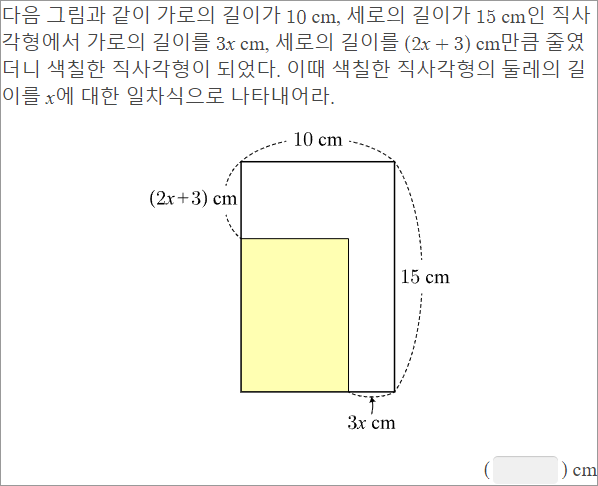 다음 그림과 같이 가로의 길이가 10 cm, 세로의 길이가 15 cm인 직사
각형에서 가로의 길이를 3x cm, 세로의 길이를 (2x + 3) cm만큼 줄였
더니 색칠한 직사각형이 되었다. 이때 색칠한 직사각형의 둘레의 길
이를 x에 대한 일차식으로 나타내어라.
10 cm
(2x+3) cm
15 cm
3x cm
( ) cm